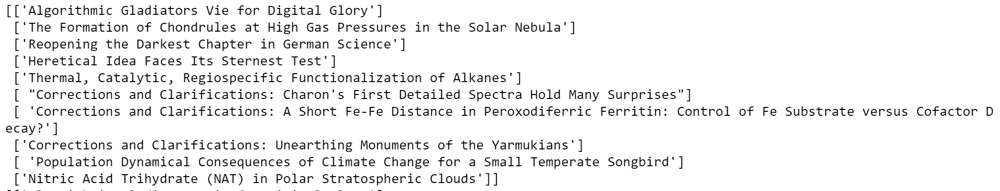 [['Algorithmic Gladiators Vie for Digital Glory']
 ['The Formation of Chondrules at High Gas Pressures in the Solar Nebula']
 ['Reopening the Darkest Chapter in German Science']
 ['Heretical Idea Faces Its Sternest Test']
 ['Thermal, Catalytic, Regiospecific Functionalization of Alkanes']
 [ "Corrections and Clarifications: Charon's First Detailed Spectra Hold Many Surprises"]
 [ 'Corrections and Clarifications: A Short Fe-Fe Distance in Peroxodiferric Ferritin: Control of Fe Substrate versus Cofactor D
ecay?']
 ['Corrections and Clarifications: Unearthing Monuments of the Yarmukians']
 [ 'Population Dynamical Consequences of Climate Change for a Small Temperate Songbird']
 ['Nitric Acid Trihydrate (NAT) in Polar Stratospheric Clouds']]